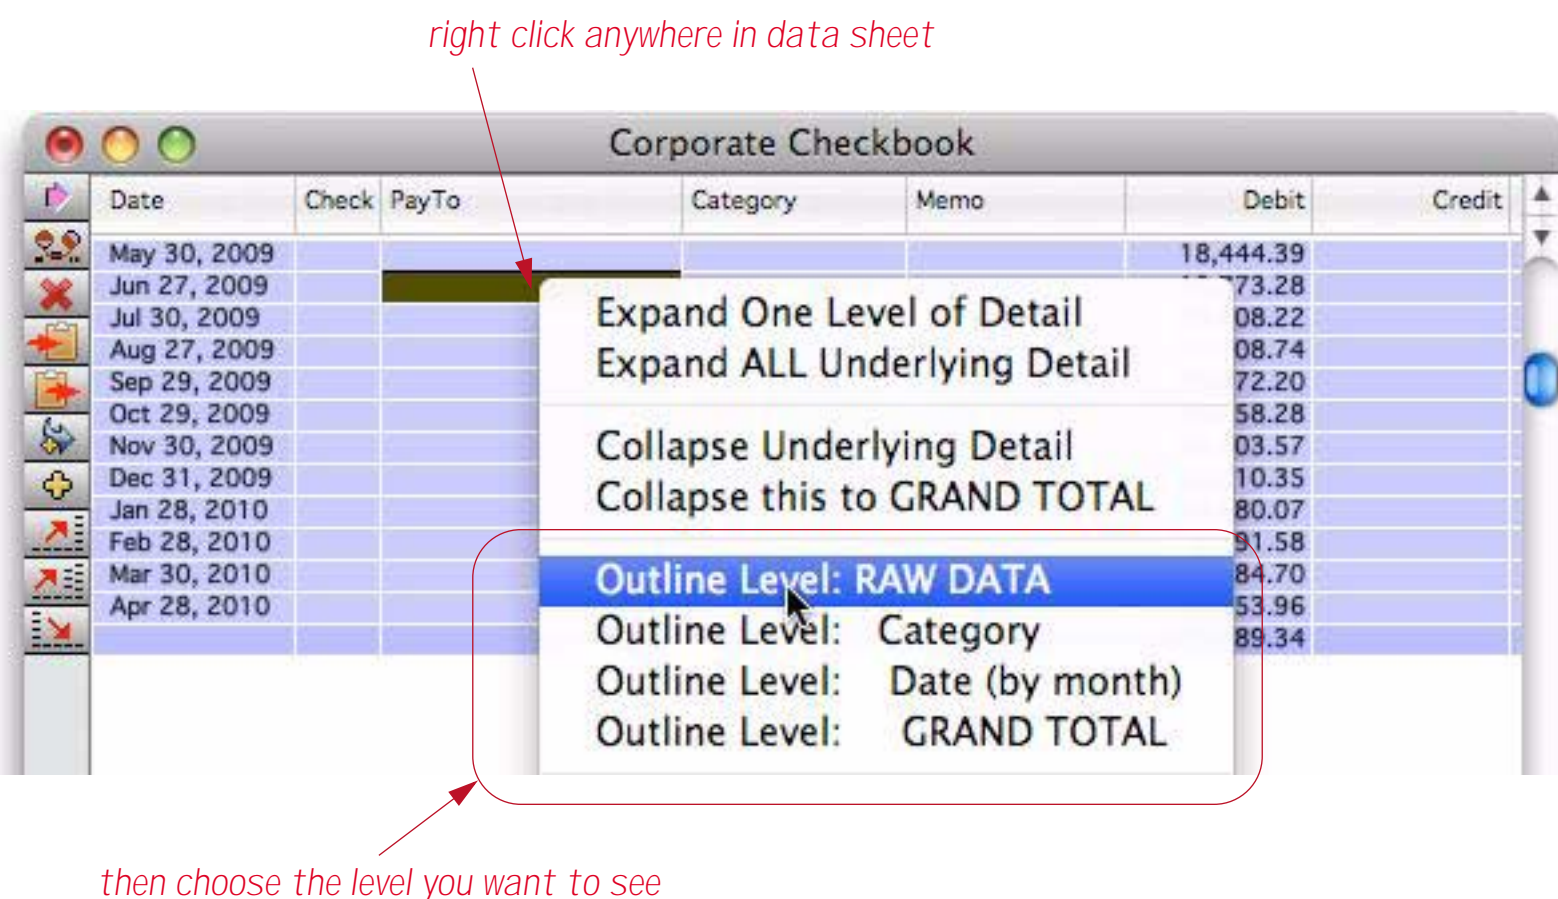 right click anywhere in data sheet
Corporate Checkbook
Date Check PayTo Category Memo Debit Credit
May 30, 2009 18,444.39
Jun 27, 2009 773.28
Jul 30, 2009 08.22
Aug 27, 2009 08.74
Sep 29, 2009 72.20
Oct 29, 2009 58.28
Nov 30, 2009 03.57
Dec 31, 2009 10.35
Jan 28, 2010 80.07
Feb 28, 2010 91.58
Mar 30, 2010 84.70
Apr 28, 2010 53.96
89.34
Expand One Level of Detail
Expand ALL Underlying Detail
Collapse Underlying Detail
Collapse this to GRAND TOTAL
Outline Level: RAW DATA
Outline Level: Category
Outline Level: Date (by month)
Outline Level: GRAND TOTAL
then choose the level you want to see